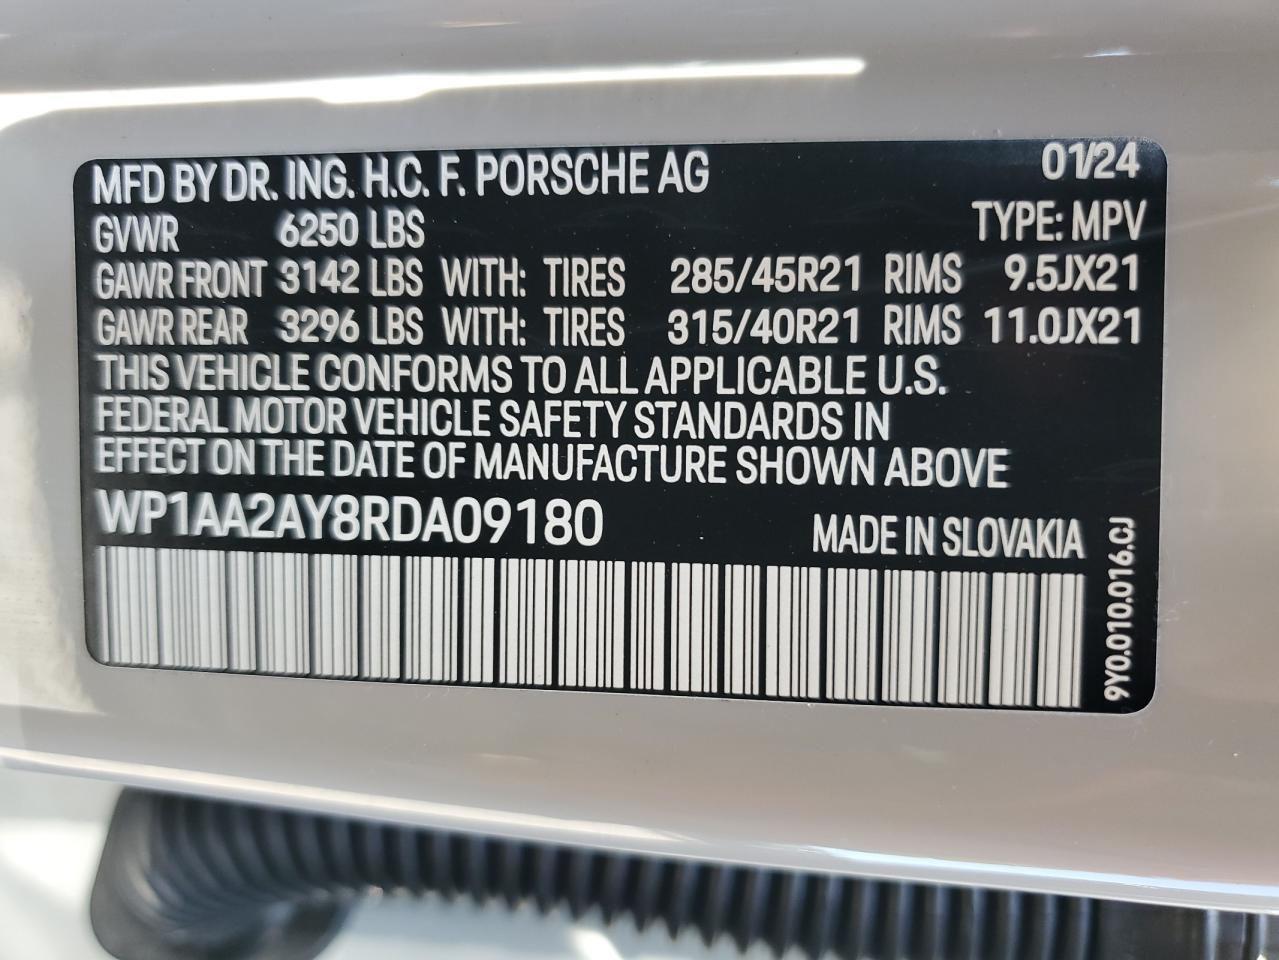 MFD BY DR. ING. H.C. F. PORSCHE AG 01/24
GVWR 6250 LBS TYPE: MPV
GAWR FRONT 3142 LBS WITH: TIRES 285/45R21 RIMS 9.5JX21
GAWR REAR 3296 LBS WITH: TIRES 315/40R21 RIMS 11.0JX21
THIS VEHICLE CONFORMS TO ALL APPLICABLE U.S.
FEDERAL MOTOR VEHICLE SAFETY STANDARDS IN
EFFECT ON THE DATE OF MANUFACTURE SHOWN ABOVE
WP1AA2AY8RDA09180 MADE IN SLOVAKIA
9Y0.010.016.CJ